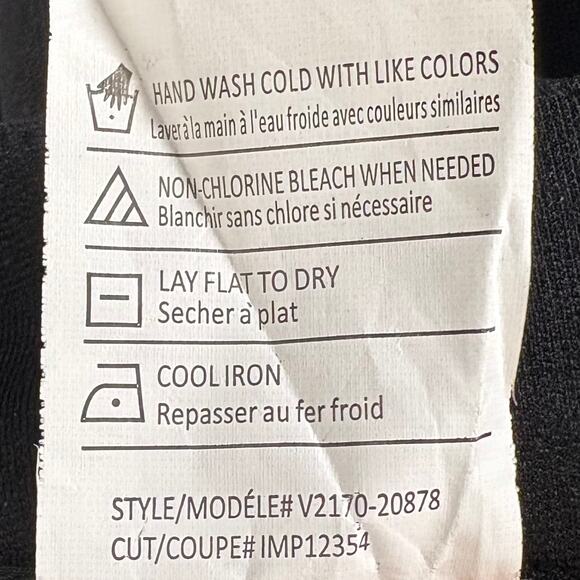 HAND WASH COLD WITH LIKE COLORS
Laver à la main à l'eau froide avec couleurs similaires
NON-CHLORINE BLEACH WHEN NEEDED
Blanchir sans chlore si nécessaire
LAY FLAT TO DRY
Secher à plat
COOL IRON
Repasser au fer froid
STYLE/MODÉLE# V2170-20878
CUT/COUPE# IMP12354